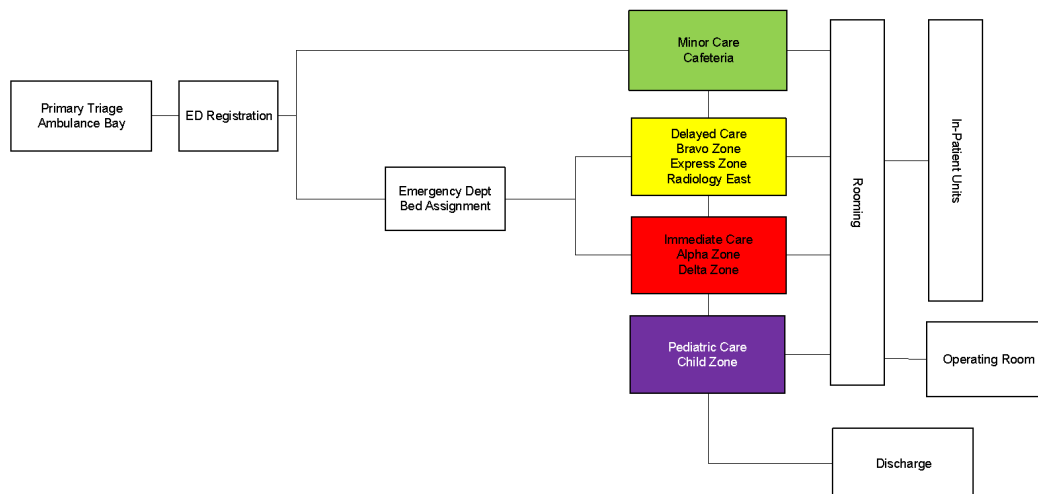 Primary Triage
Ambulance Bay
ED Registration
Emergency Dept
Bed Assignment
Minor Care
Cafeteria
Delayed Care
Bravo Zone
Express Zone
Radiology East
Immediate Care
Alpha Zone
Delta Zone
Pediatric Care
Child Zone
Rooming
In-Patient Units
Operating Room
Discharge